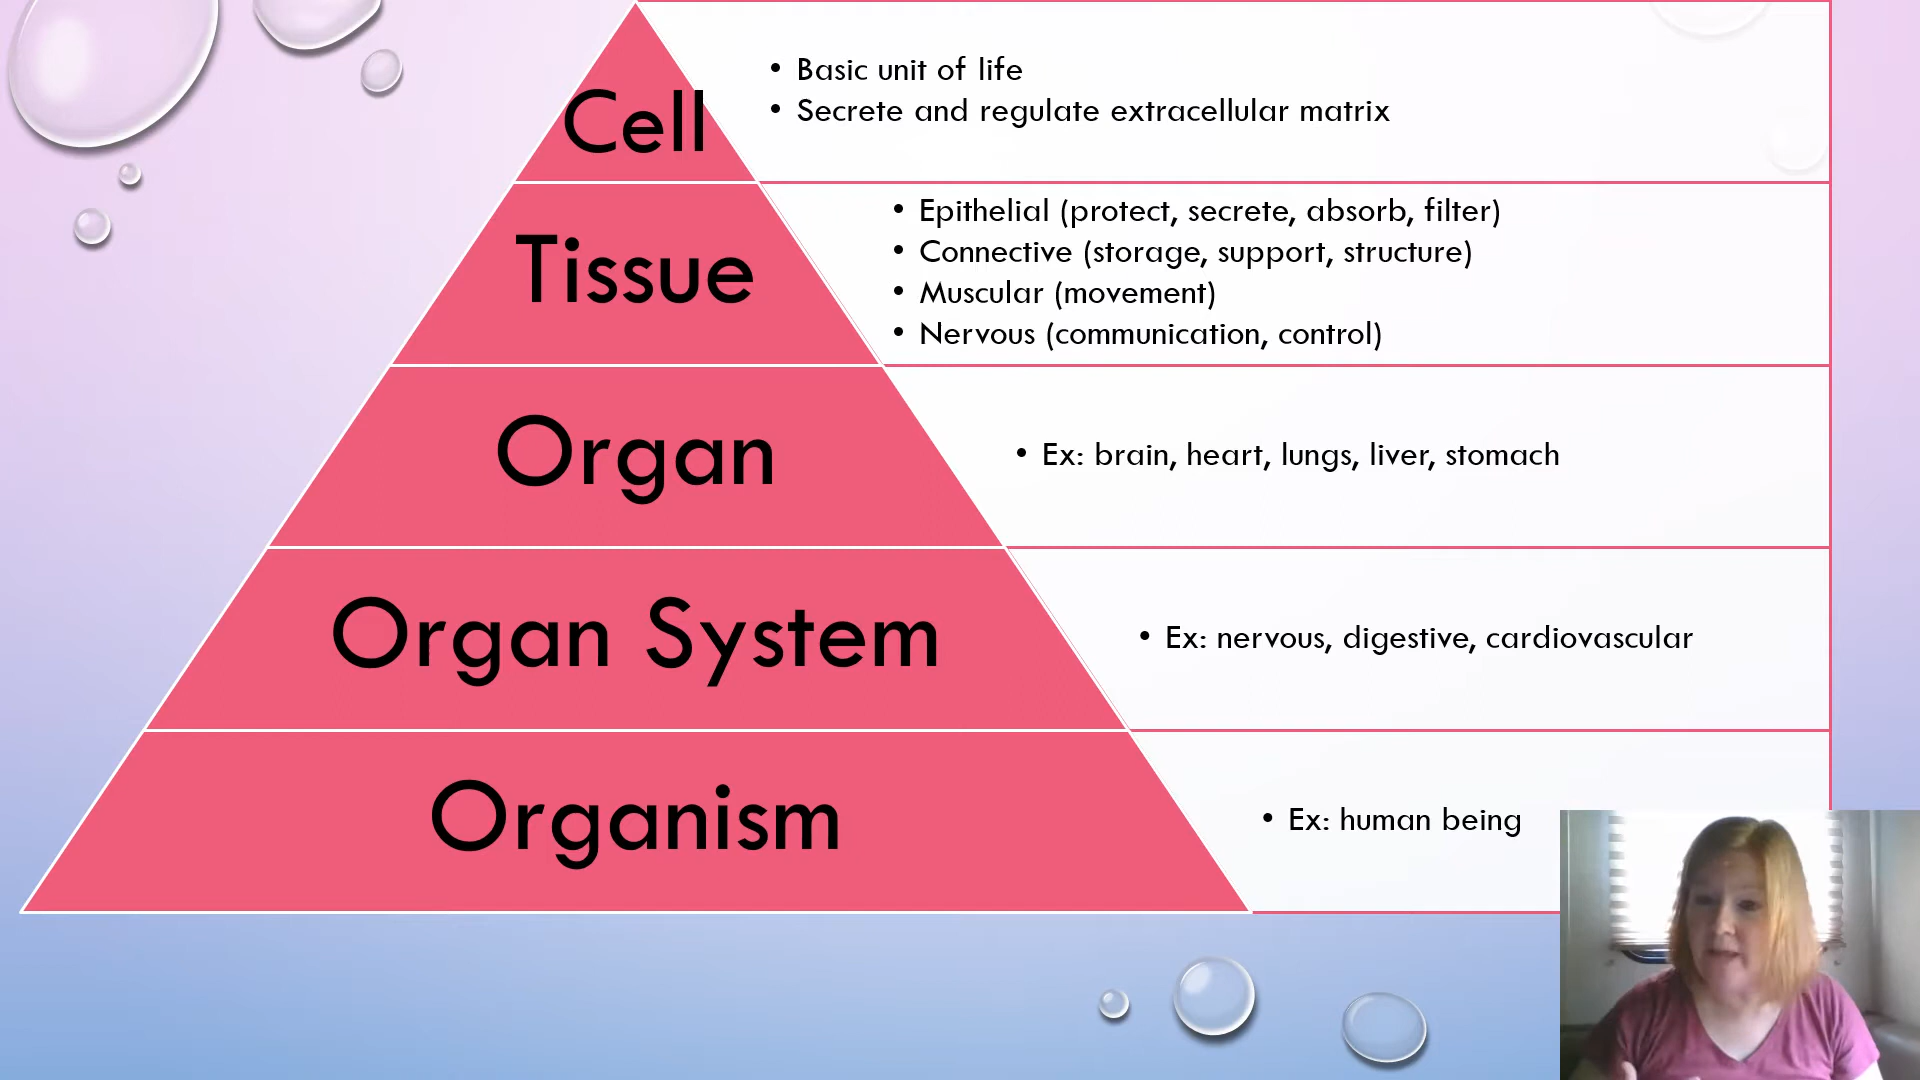 Cell
• Basic unit of life
• Secrete and regulate extracellular matrix
Tissue
• Epithelial (protect, secrete, absorb, filter)
• Connective (storage, support, structure)
• Muscular (movement)
• Nervous (communication, control)
Organ
• Ex: brain, heart, lungs, liver, stomach
Organ System
• Ex: nervous, digestive, cardiovascular
Organism
• Ex: human being